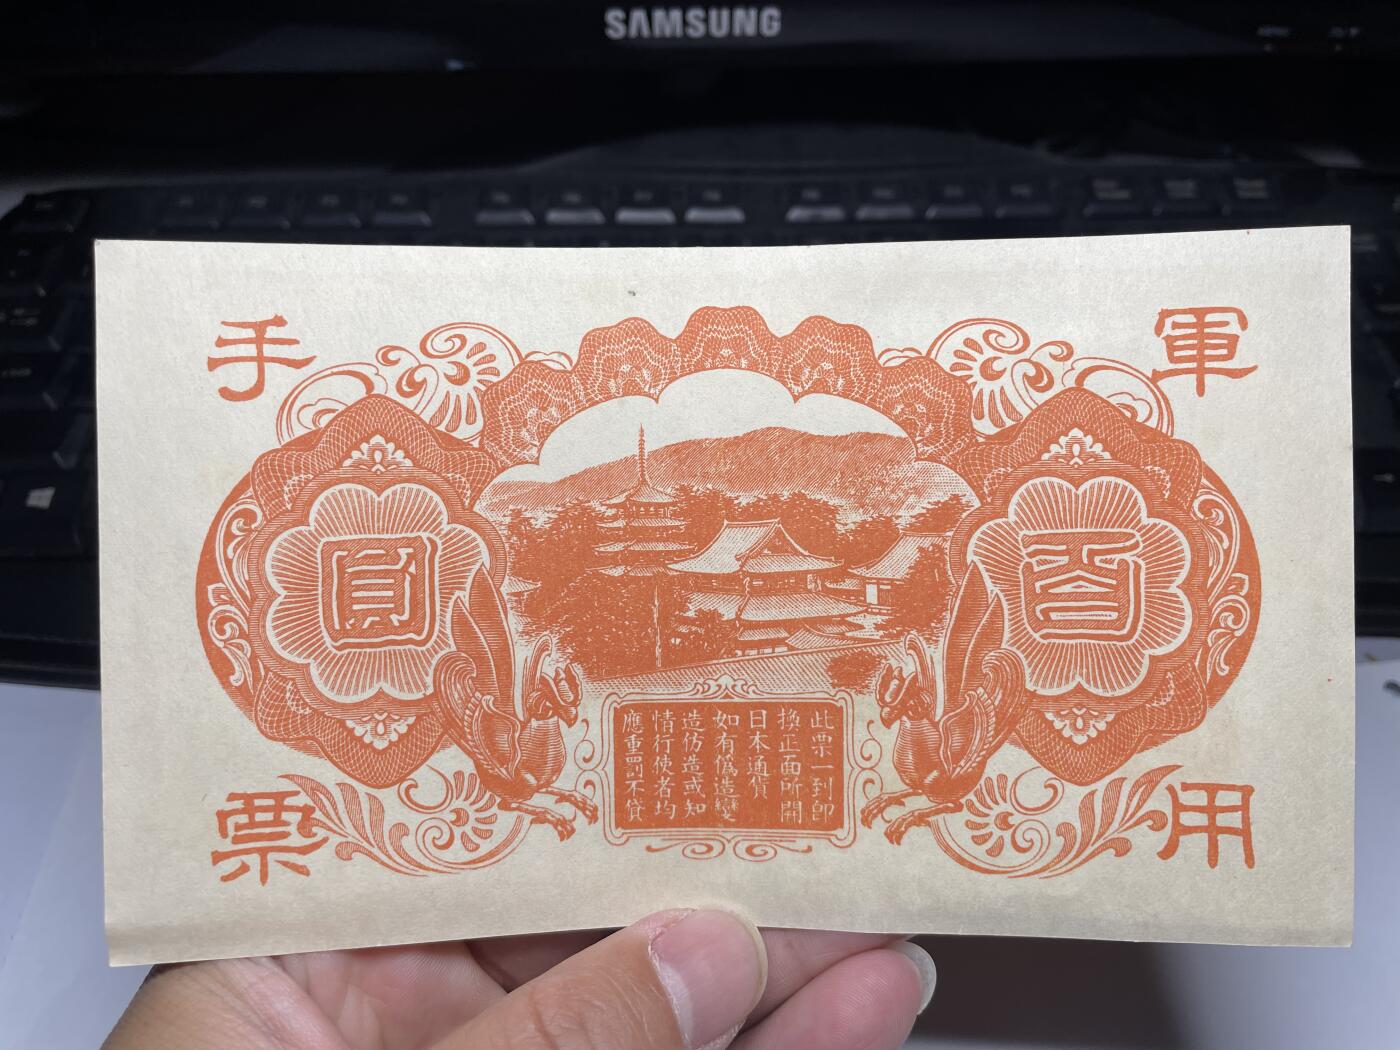 SAMSUNG
軍用
手票
百
圓
此票一到即
換正面所開
日本通貨
如有偽造變
造仿造或知
情行使者均
應重罰不貸